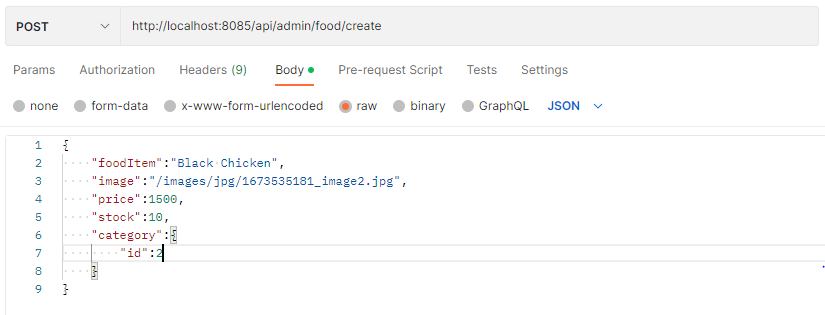 POST http://localhost:8085/api/admin/food/create
Params Authorization Headers (9) Body Pre-request Script Tests Settings
none form-data x-www-form-urlencoded raw binary GraphQL JSON
1 {
2 "foodItem":"Black Chicken",
3 "image":"/images/jpg/1673535181_image2.jpg",
4 "price":1500,
5 "stock":10,
6 "category":{
7 "id":2
8 }
9 }